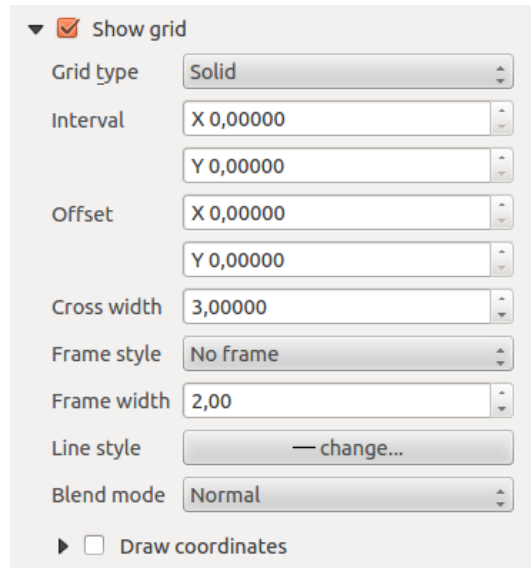 Show grid
Grid type Solid
Interval X 0,00000
Y 0,00000
Offset X 0,00000
Y 0,00000
Cross width 3,00000
Frame style No frame
Frame width 2,00
Line style change...
Blend mode Normal
Draw coordinates